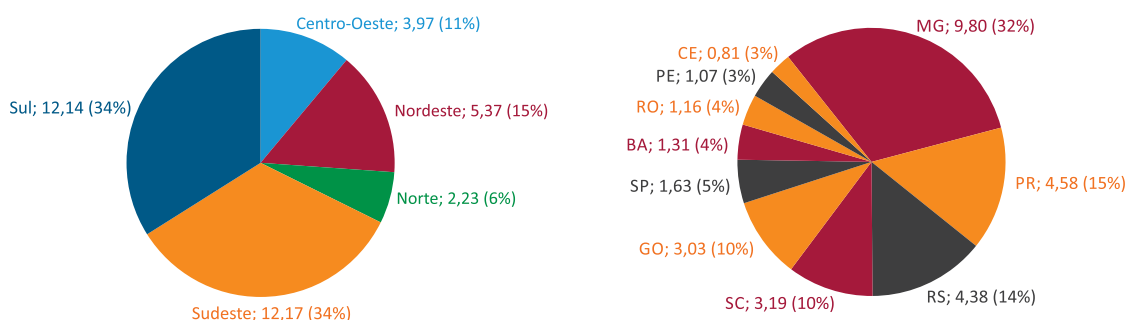 Centro-Oeste; 3,97 (11%)
Nordeste; 5,37 (15%)
Norte; 2,23 (6%)
Sudeste; 12,17 (34%)
Sul; 12,14 (34%)
MG; 9,80 (32%)
PR; 4,58 (15%)
RS; 4,38 (14%)
SC; 3,19 (10%)
GO; 3,03 (10%)
SP; 1,63 (5%)
BA; 1,31 (4%)
RO; 1,16 (4%)
PE; 1,07 (3%)
CE; 0,81 (3%)